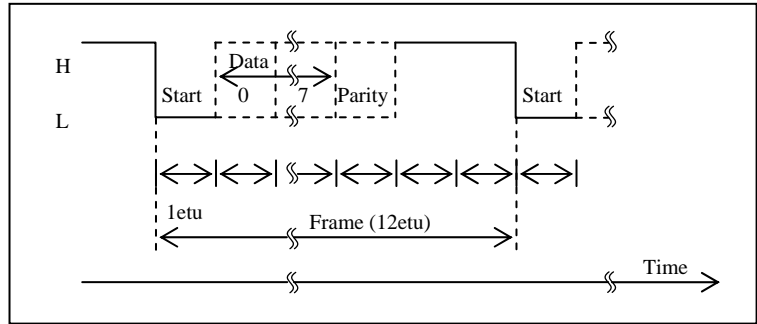 H
Data
Start 0 7 Parity Start
L
1etu
Frame (12etu)
Time